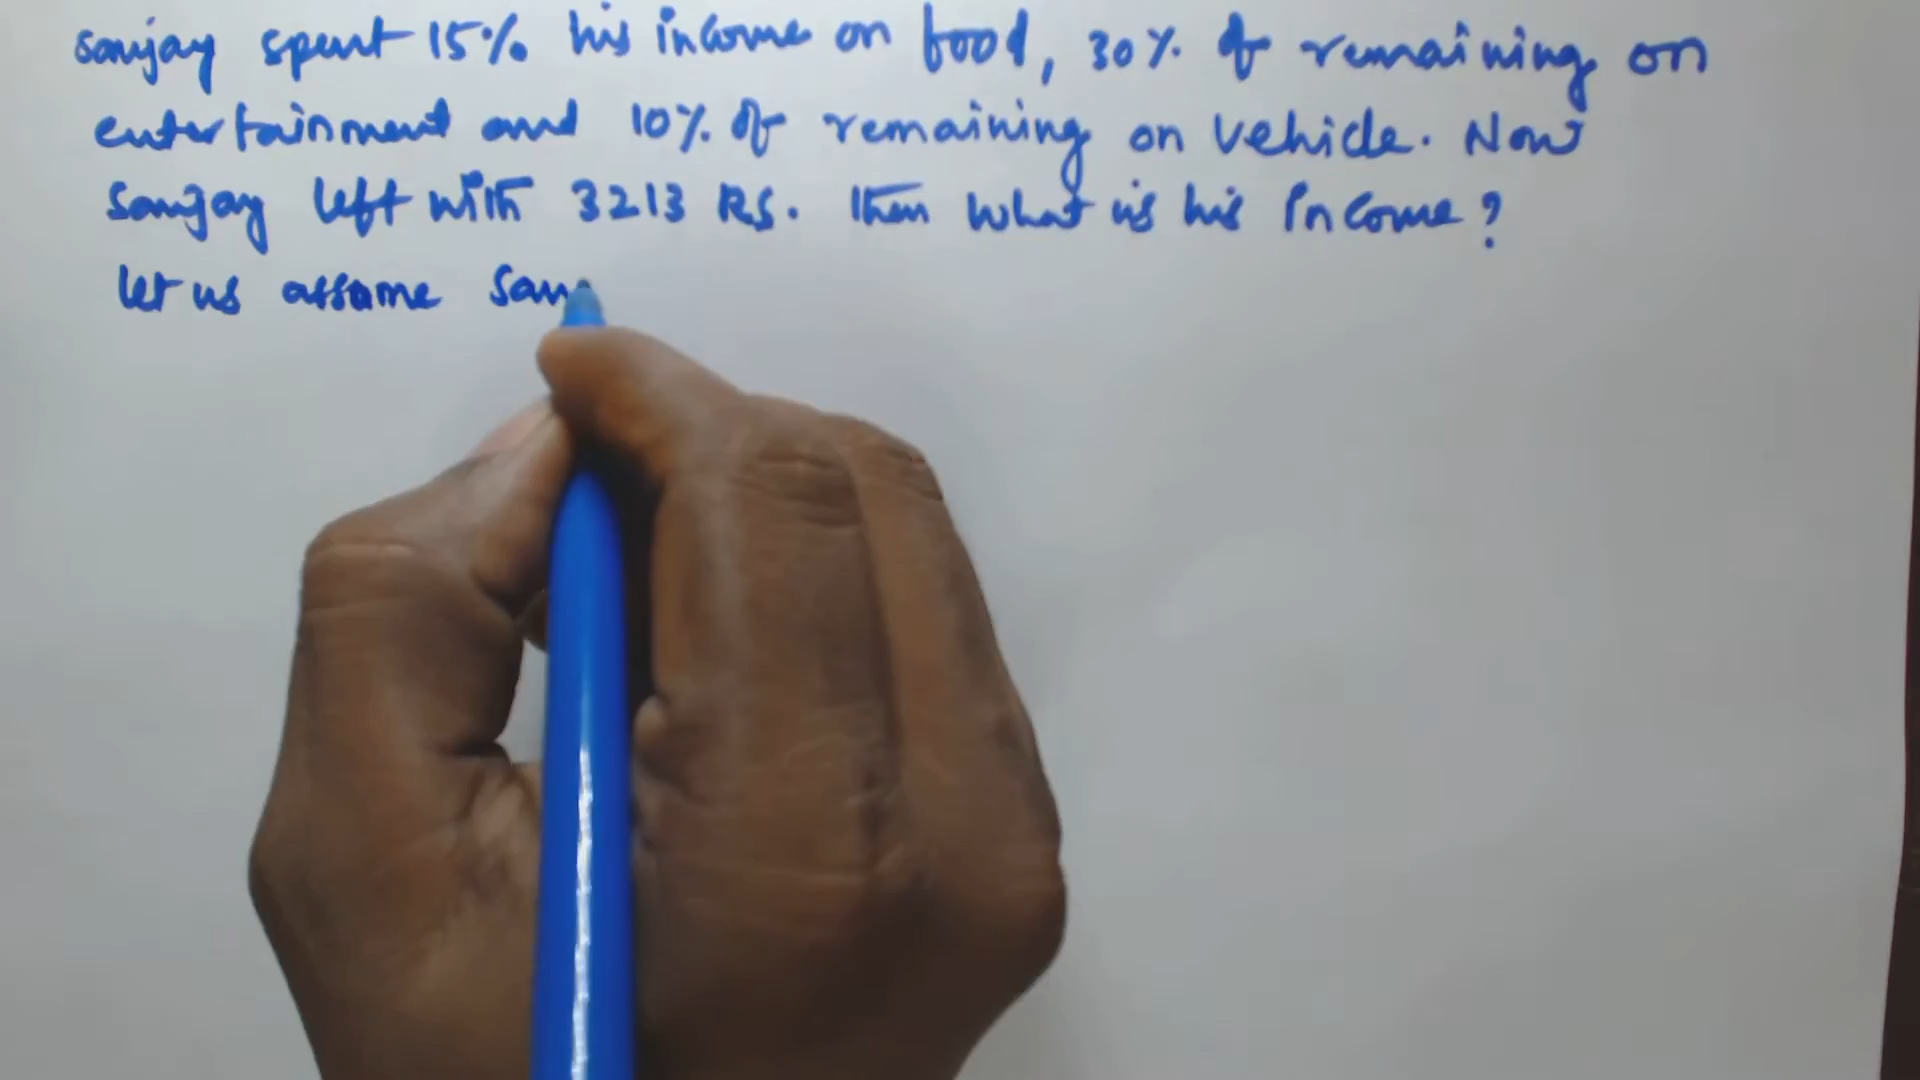 Sanjay spent 15% his income on food, 30% of remaining on
entertainment and 10% of remaining on vehicle. Now
Sanjay left with 3213 RS. Then what is his income?
let us assume San